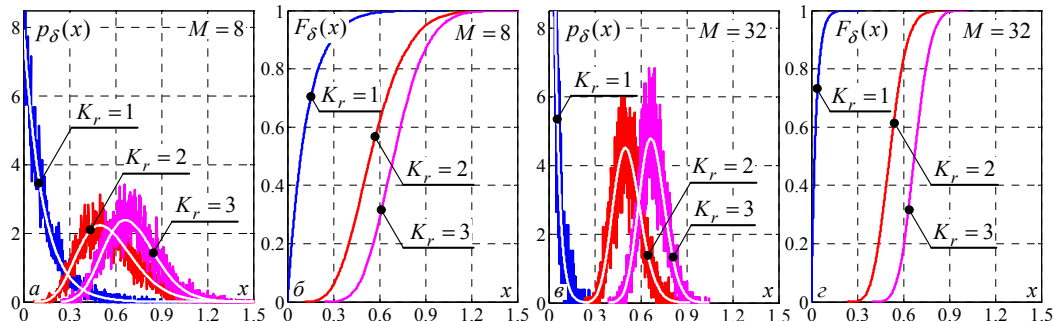 8 p_δ(x) M = 8
6
4
2
0
K_r = 1
K_r = 2
K_r = 3
а x
0 0.3 0.6 0.9 1.2 1.5
1 F_δ(x) M = 8
0.8
0.6
0.4
0.2
0
K_r = 1
K_r = 2
K_r = 3
б x
0 0.3 0.6 0.9 1.2 1.5
8 p_δ(x) M = 32
6
4
2
0
K_r = 1
K_r = 2
K_r = 3
в x
0 0.3 0.6 0.9 1.2 1.5
1 F_δ(x) M = 32
0.8
0.6
0.4
0.2
0
K_r = 1
K_r = 2
K_r = 3
г x
0 0.3 0.6 0.9 1.2 1.5